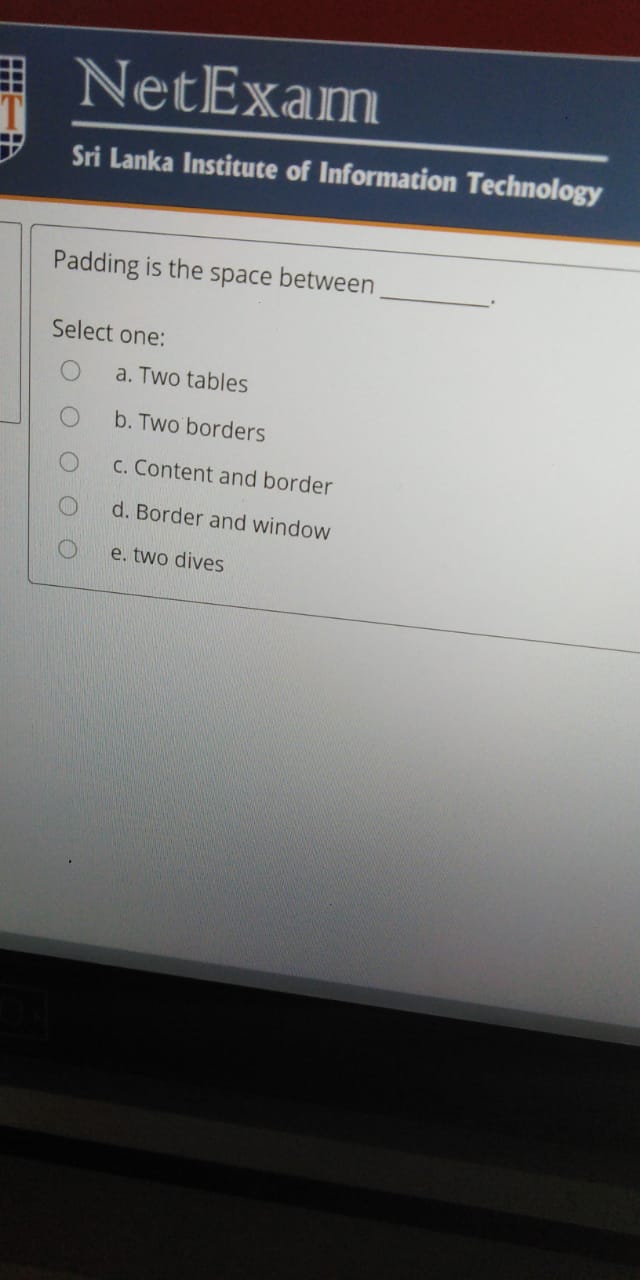 T
NetExam
Sri Lanka Institute of Information Technology
Padding is the space between ________.
Select one:
a. Two tables
b. Two borders
c. Content and border
d. Border and window
e. two dives